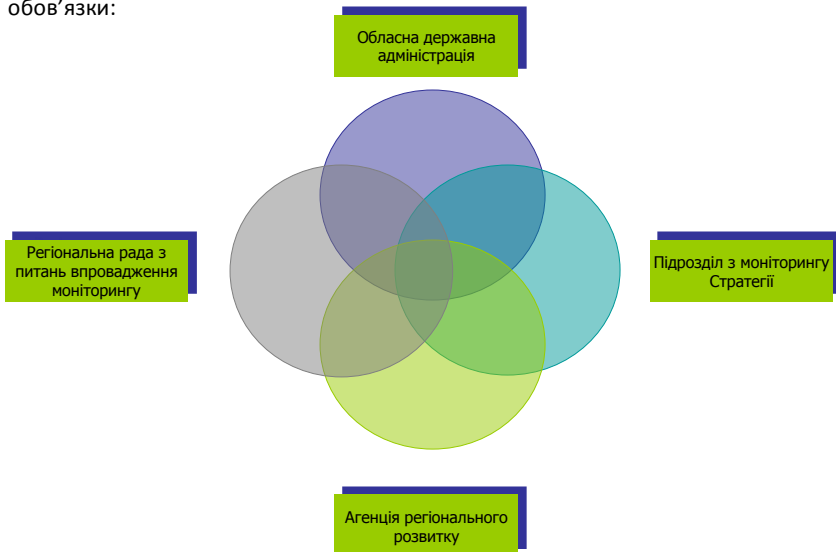 обов’язки:
Обласна державна
адміністрація
Регіональна рада з
питань впровадження
моніторингу
Підрозділ з моніторингу
Стратегії
Агенція регіонального
розвитку